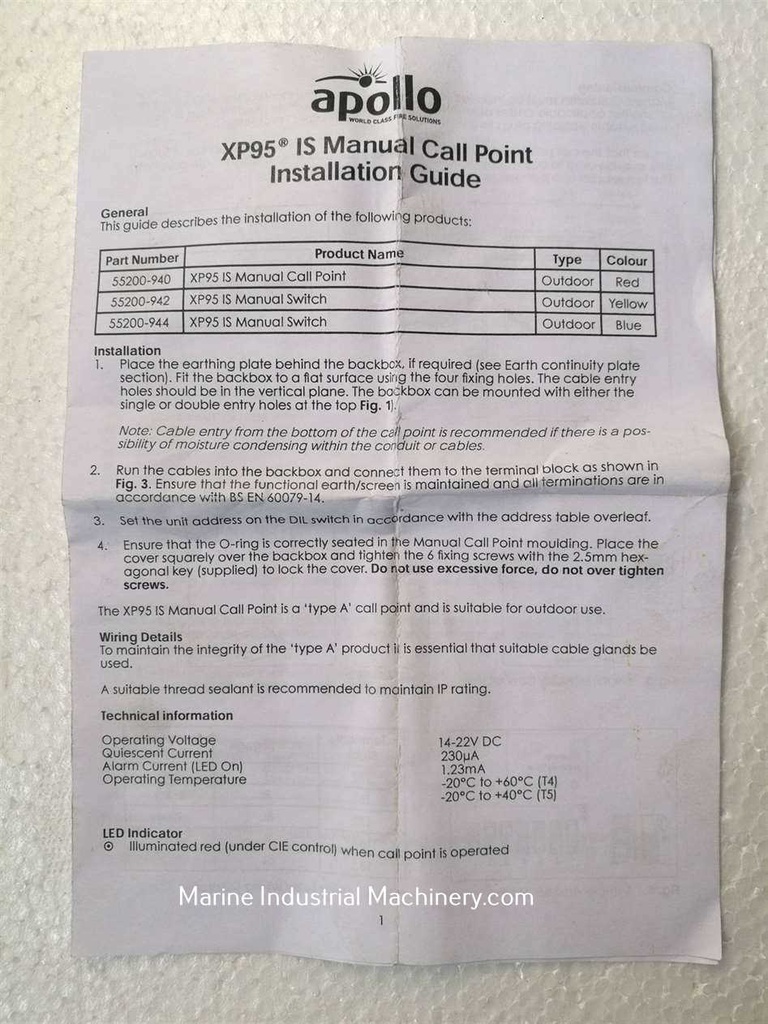 apollo
WORLD CLASS FIRE SOLUTIONS
XP95® IS Manual Call Point
Installation Guide
General
This guide describes the installation of the following products:
Part Number Product Name Type Colour
55200-940 XP95 IS Manual Call Point Outdoor Red
55200-942 XP95 IS Manual Switch Outdoor Yellow
55200-944 XP95 IS Manual Switch Outdoor Blue
Installation
1. Place the earthing plate behind the backbox, if required (see Earth continuity plate
section). Fit the backbox to a flat surface using the four fixing holes. The cable entry
holes should be in the vertical plane. The backbox can be mounted with either the
single or double entry holes at the top Fig. 1).
Note: Cable entry from the bottom of the call point is recommended if there is a pos-
sibility of moisture condensing within the conduit or cables.
2. Run the cables into the backbox and connect them to the terminal block as shown in
Fig. 3. Ensure that the functional earth/screen is maintained and all terminations are in
accordance with BS EN 60079-14.
3. Set the unit address on the DIL switch in accordance with the address table overleaf.
4. Ensure that the O-ring is correctly seated in the Manual Call Point moulding. Place the
cover squarely over the backbox and tighten the 6 fixing screws with the 2.5mm hex-
agonal key (supplied) to lock the cover. Do not use excessive force, do not over tighten
screws.
The XP95 IS Manual Call Point is a 'type A' call point and is suitable for outdoor use.
Wiring Details
To maintain the integrity of the 'type A' product it is essential that suitable cable glands be
used.
A suitable thread sealant is recommended to maintain IP rating.
Technical information
Operating Voltage 14-22V DC
Quiescent Current 230µA
Alarm Current (LED On) 1.23mA
Operating Temperature -20°C to +60°C (T4)
-20°C to +40°C (T5)
LED Indicator
Illuminated red (under CIE control) when call point is operated
Marine Industrial Machinery.com
1